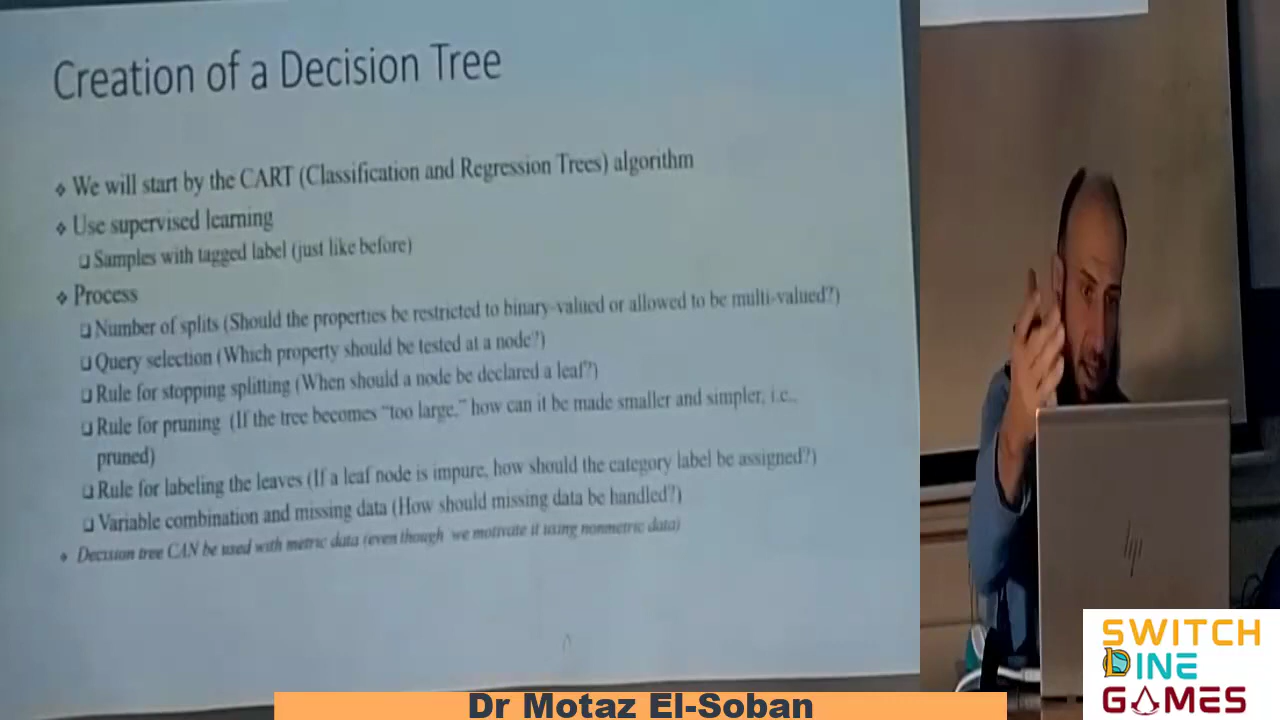 Creation of a Decision Tree
❖ We will start by the CART (Classification and Regression Trees) algorithm
❖ Use supervised learning
❑ Samples with tagged label (just like before)
❖ Process
❑ Number of splits (Should the properties be restricted to binary-valued or allowed to be multi-valued?)
❑ Query selection (Which property should be tested at a node?)
❑ Rule for stopping splitting (When should a node be declared a leaf?)
❑ Rule for pruning (If the tree becomes “too large,” how can it be made smaller and simpler, i.e.,
pruned)
❑ Rule for labeling the leaves (If a leaf node is impure, how should the category label be assigned?)
❑ Variable combination and missing data (How should missing data be handled?)
❖ Decision tree CAN be used with metric data (even though we motivate it using nonmetric data)
hp
SWITCH
DINE
GAMES
Dr Motaz El-Soban